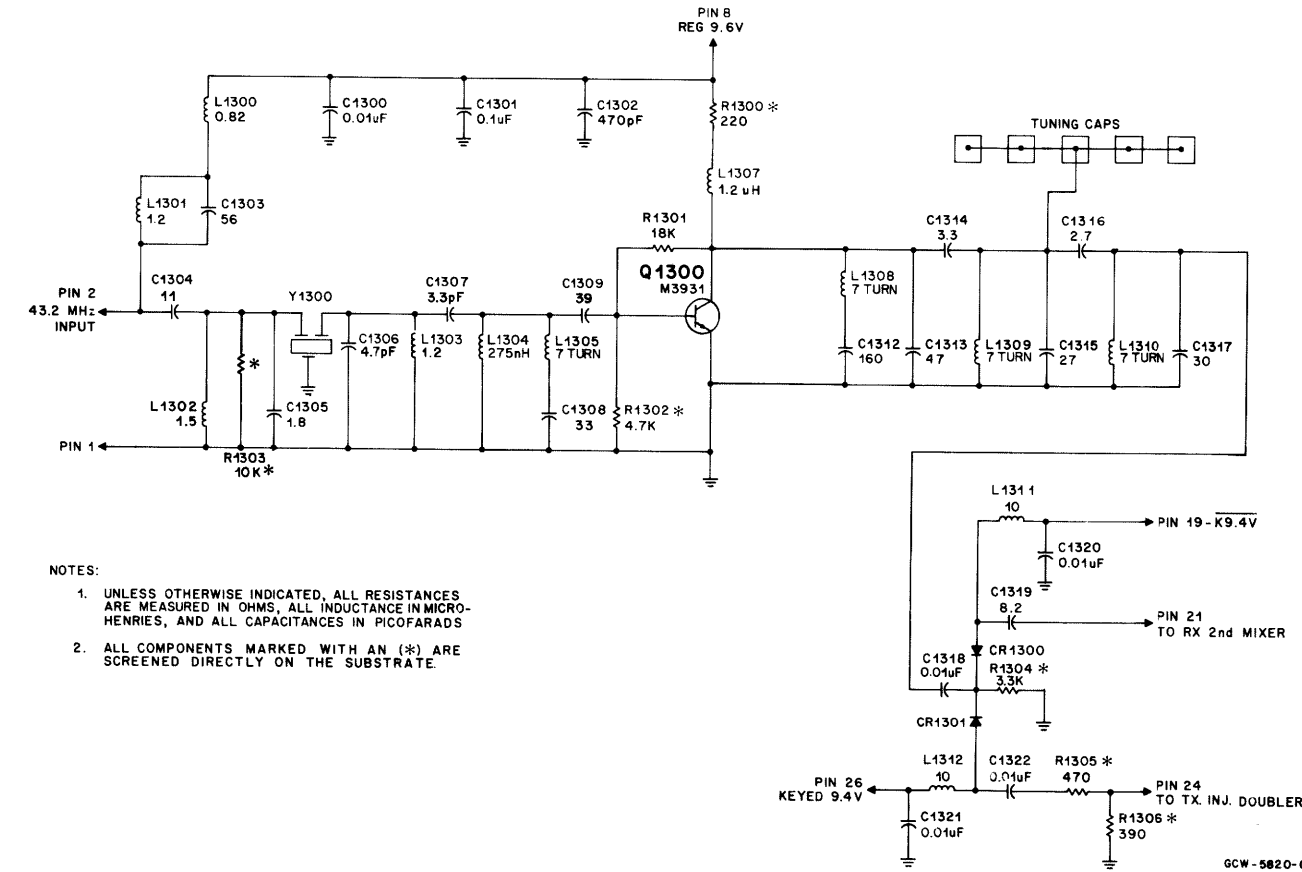 PIN 8
REG 9.6V
L1300
0.82
C1300
0.01uF
C1301
0.1uF
C1302
470pF
R1300*
220
TUNING CAPS
L1301
1.2
C1303
56
L1307
1.2 uH
R1301
18K
C1314
3.3
C1316
2.7
Q1300
M3931
L1308
7 TURN
C1304
11
PIN 2
43.2 MHz
INPUT
Y1300
C1307
3.3pF
C1309
39
*
C1306
4.7pF
L1303
1.2
L1304
275nH
L1305
7 TURN
C1312
160
C1313
47
L1309
7 TURN
C1315
27
L1310
7 TURN
C1317
30
L1302
1.5
C1305
1.8
C1308
33
R1302*
4.7K
PIN 1
R1303
10K*
L1311
10
PIN 19-K9.4V
C1320
0.01uF
NOTES:
1. UNLESS OTHERWISE INDICATED, ALL RESISTANCES
ARE MEASURED IN OHMS, ALL INDUCTANCE IN MICRO-
HENRIES, AND ALL CAPACITANCES IN PICOFARADS
2. ALL COMPONENTS MARKED WITH AN (*) ARE
SCREENED DIRECTLY ON THE SUBSTRATE.
C1319
8.2
PIN 21
TO RX 2nd MIXER
CR1300
C1318
0.01uF
R1304*
3.3K
CR1301
L1312
10
C1322
0.01uF
R1305*
470
PIN 26
KEYED 9.4V
PIN 24
TO TX. INJ. DOUBLER
C1321
0.01uF
R1306*
390